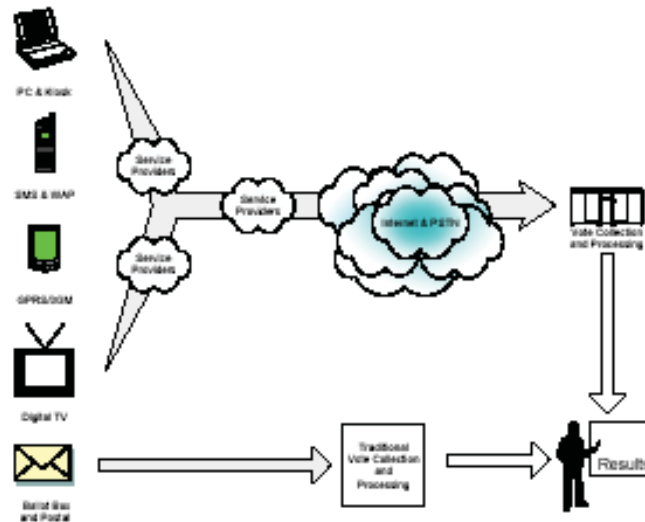 PC & Kiosk
SMS & WAP
GPRS/3GM
Digital TV
Ballot Box
and Postal
Service
Providers
Service
Providers
Service
Providers
Internet & PSTN
Vote Collection
and Processing
Traditional
Vote Collection
and
Processing
Results